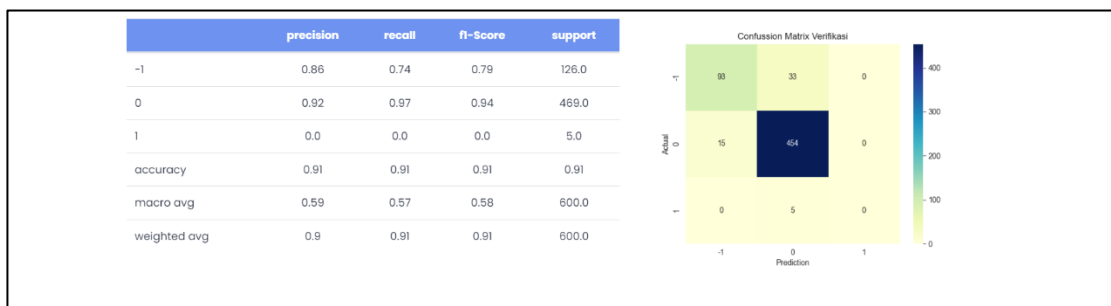 precision recall f1-Score support
-1 0.86 0.74 0.79 126.0
0 0.92 0.97 0.94 469.0
1 0.0 0.0 0.0 5.0
accuracy 0.91 0.91 0.91 0.91
macro avg 0.59 0.57 0.58 600.0
weighted avg 0.9 0.91 0.91 600.0
Confussion Matrix Verifikasi
-1 93 33 0
Actual 0 15 454 0
1 0 5 0
-1 0 1
Prediction
400
300
200
100
0